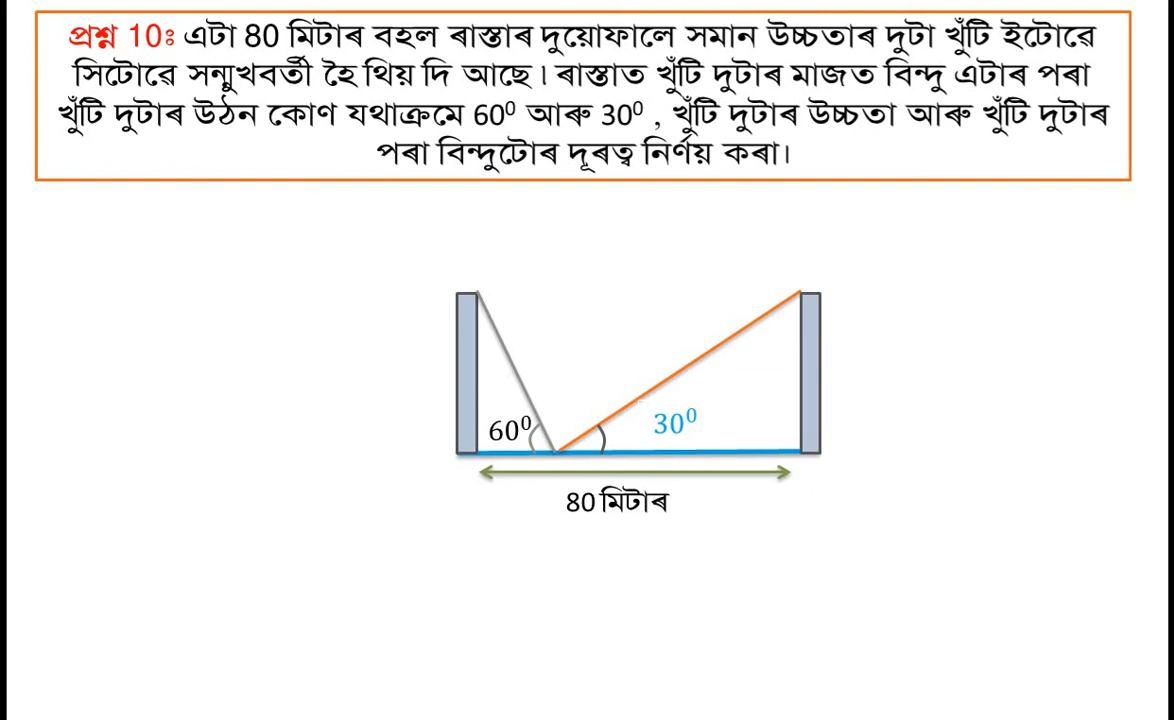 প্ৰশ্ন 10ঃ এটা 80 মিটাৰ বহল ৰাস্তাৰ দুয়োফালে সমান উচ্চতাৰ দুটা খুঁটি ইটোৱে
সিটোৱে সন্মুখবৰ্তী হৈ থিয় দি আছে। ৰাস্তাত খুঁটি দুটাৰ মাজত বিন্দু এটাৰ পৰা
খুঁটি দুটাৰ উঠন কোণ যথাক্ৰমে 60⁰ আৰু 30⁰ , খুঁটি দুটাৰ উচ্চতা আৰু খুঁটি দুটাৰ
পৰা বিন্দুটোৰ দূৰত্ব নিৰ্ণয় কৰা।
60⁰ 30⁰
80 মিটাৰ